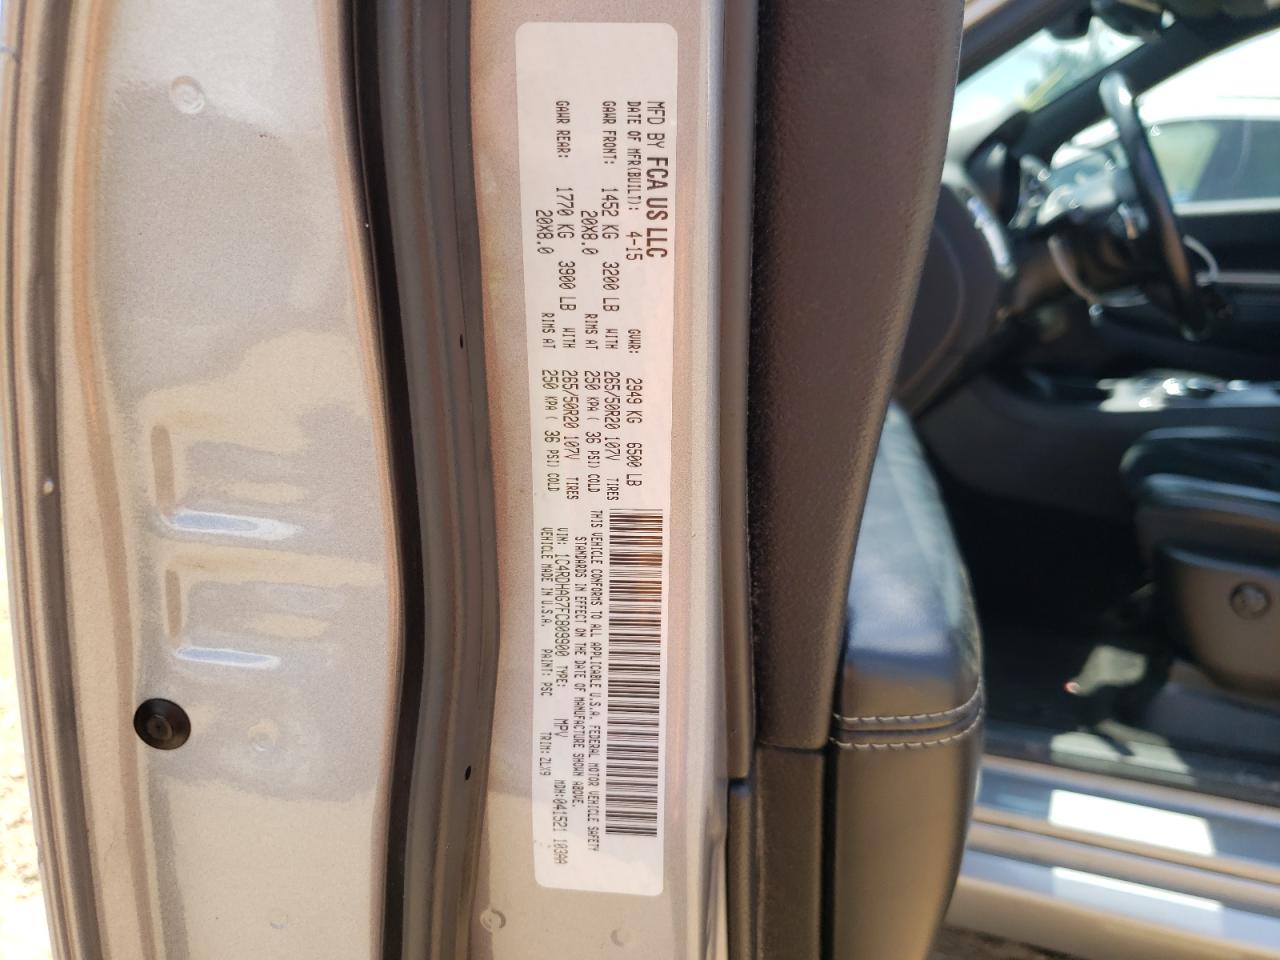 MFD BY FCA US LLC
DATE OF MFR(BUILT): 4-15 GVWR: 2949 KG 6500 LB
GAWR FRONT: 1452 KG 3200 LB WITH 265/50R20 107V TIRES
20X8.0 RIMS AT 250 KPA ( 36 PSI) COLD
GAWR REAR: 1770 KG 3900 LB WITH 265/50R20 107V TIRES
20X8.0 RIMS AT 250 KPA ( 36 PSI) COLD
THIS VEHICLE CONFORMS TO ALL APPLICABLE U.S.A. FEDERAL MOTOR VEHICLE SAFETY
STANDARDS IN EFFECT ON THE DATE OF MANUFACTURE SHOWN ABOVE.
VIN: 1C4RDHAG7FC809900 TYPE: MPV MDH:041521 103AA
VEHICLE MADE IN U.S.A. PAINT: PSC TRIM: ZLX9